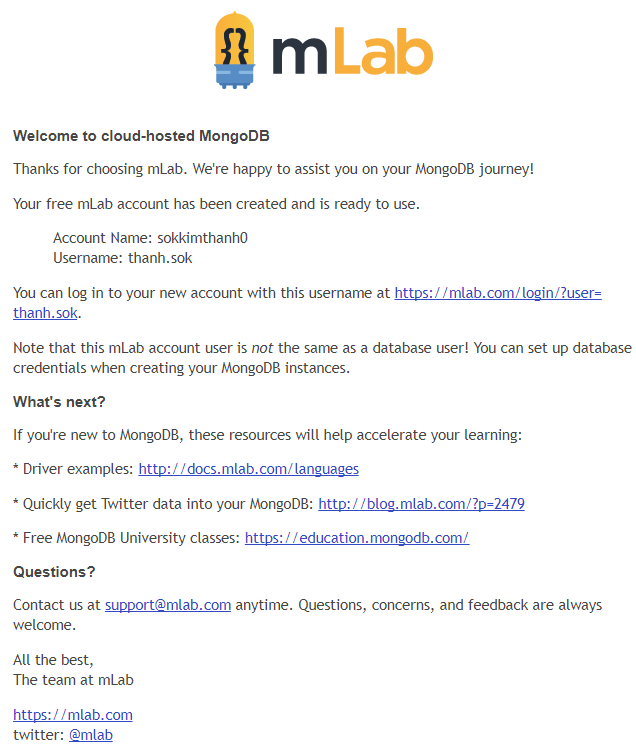 mLab
Welcome to cloud-hosted MongoDB
Thanks for choosing mLab. We're happy to assist you on your MongoDB journey!
Your free mLab account has been created and is ready to use.
Account Name: sokkimthanh0
Username: thanh.sok
You can log in to your new account with this username at https://mlab.com/login/?user=
thanh.sok.
Note that this mLab account user is not the same as a database user! You can set up database
credentials when creating your MongoDB instances.
What's next?
If you're new to MongoDB, these resources will help accelerate your learning:
* Driver examples: http://docs.mlab.com/languages
* Quickly get Twitter data into your MongoDB: http://blog.mlab.com/?p=2479
* Free MongoDB University classes: https://education.mongodb.com/
Questions?
Contact us at support@mlab.com anytime. Questions, concerns, and feedback are always
welcome.
All the best,
The team at mLab
https://mlab.com
twitter: @mlab